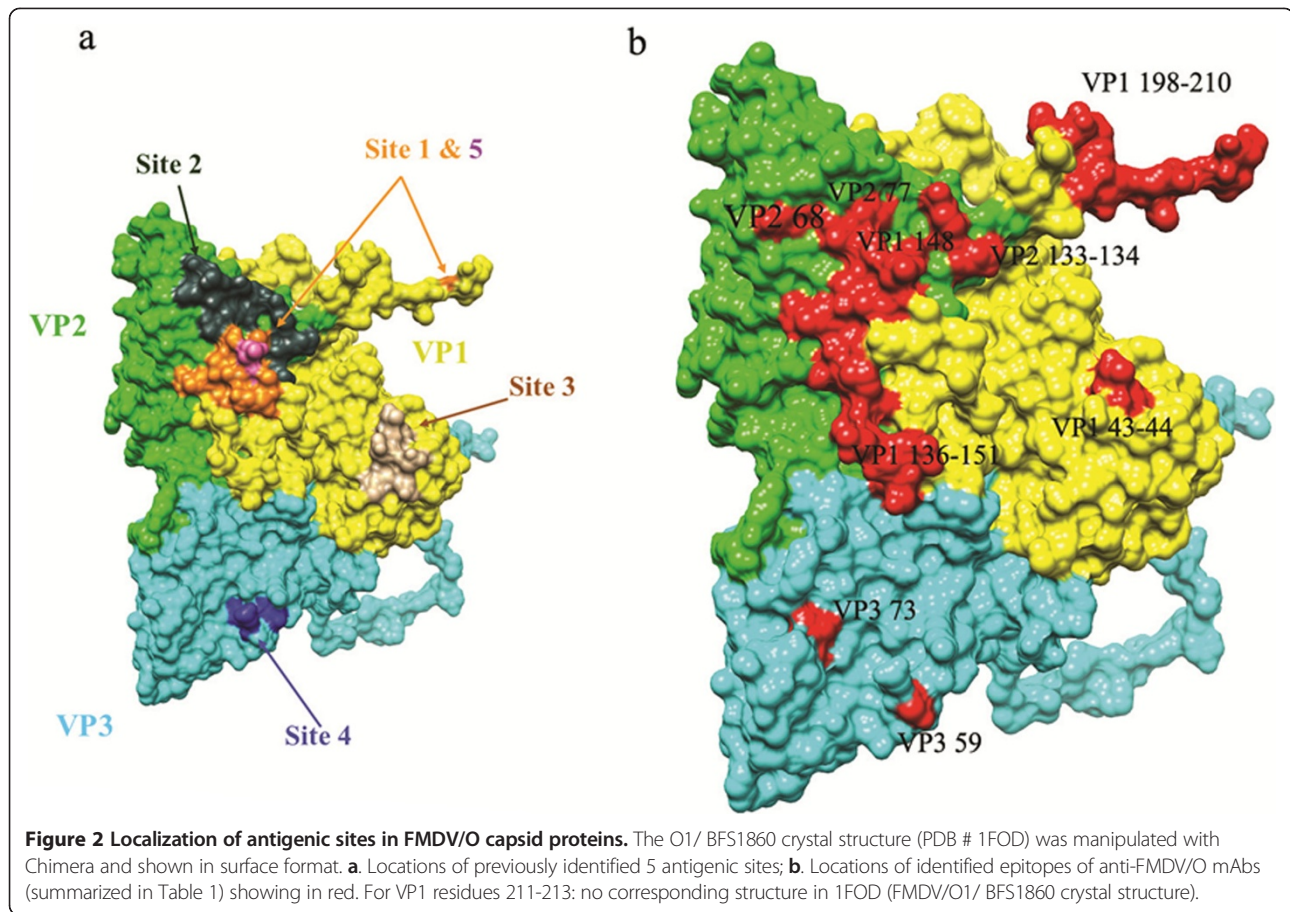 a
b
VP1 198-210
Site 1 & 5
Site 2
VP2 77
VP2 68
VP1 148
VP2 133-134
VP2
VP1
Site 3
VP1 43-44
VP1 136-151
VP3 73
VP3
Site 4
VP3 59
Figure 2 Localization of antigenic sites in FMDV/O capsid proteins. The O1/ BFS1860 crystal structure (PDB # 1FOD) was manipulated with
Chimera and shown in surface format. a. Locations of previously identified 5 antigenic sites; b. Locations of identified epitopes of anti-FMDV/O mAbs
(summarized in Table 1) showing in red. For VP1 residues 211-213: no corresponding structure in 1FOD (FMDV/O1/ BFS1860 crystal structure).